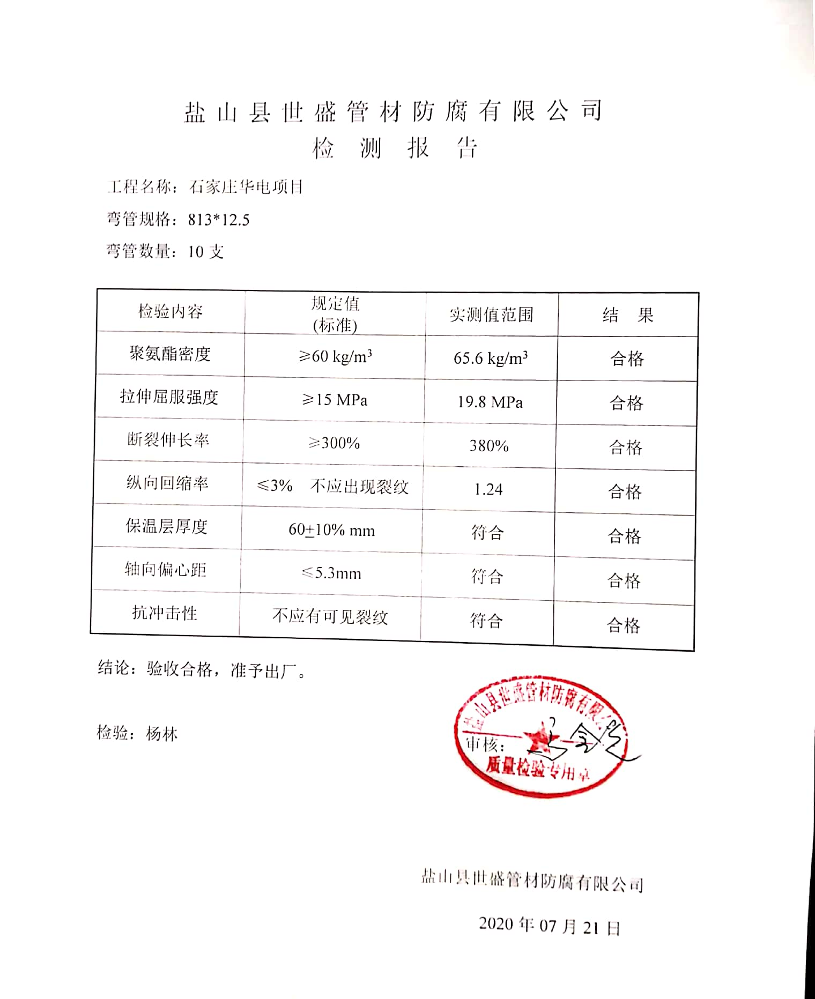 盐山县世盛管材防腐有限公司
检测报告
工程名称：石家庄华电项目
弯管规格：813*12.5
弯管数量：10 支
检验内容 规定值(标准) 实测值范围 结 果
聚氨酯密度 ≥60 kg/m³ 65.6 kg/m³ 合格
拉伸屈服强度 ≥15 MPa 19.8 MPa 合格
断裂伸长率 ≥300% 380% 合格
纵向回缩率 ≤3% 不应出现裂纹 1.24 合格
保温层厚度 60±10% mm 符合 合格
轴向偏心距 ≤5.3mm 符合 合格
抗冲击性 不应有可见裂纹 符合 合格
结论：验收合格，准予出厂。
盐山县世盛管材防腐有限公
检验：杨林
审核：
质量检验专用章
盐山县世盛管材防腐有限公司
2020 年 07 月 21 日